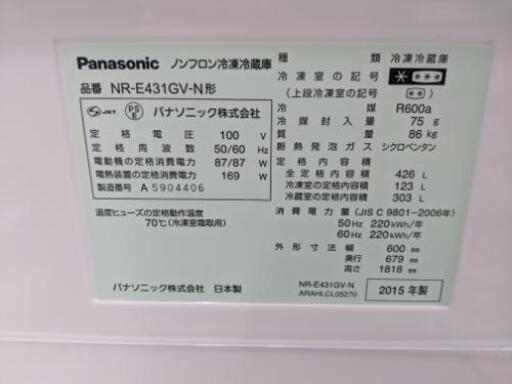 Panasonic ノンフロン冷凍冷蔵庫
品番 NR-E431GV-N形
JET PS E パナソニック株式会社
定格電圧 100 V
定格周波数 50/60 Hz
電動機の定格消費電力 87/87 W
電熱装置の定格消費電力 169 W
製造番号 A 5904406
温度ヒューズの定格動作温度
70℃(冷凍室霜取用)
パナソニック株式会社 日本製
種類 冷凍冷蔵庫
冷凍室の記号
(上段冷凍室の記号 )
冷媒 R600a
冷媒封入量 75 g
質量 86 kg
断熱発泡ガス シクロペンタン
定格内容積
全定格内容積 426 L
冷凍室の定格内容積 123 L
冷蔵室の定格内容積 303 L
消費電力量(JIS C 9801-2006年)
50Hz 220 kWh/年
60Hz 220 kWh/年
外形寸法 幅 600 mm
奥行 679 mm
高さ 1818 mm
NR-E431GV-N
ARAHLCL05270
2015年製